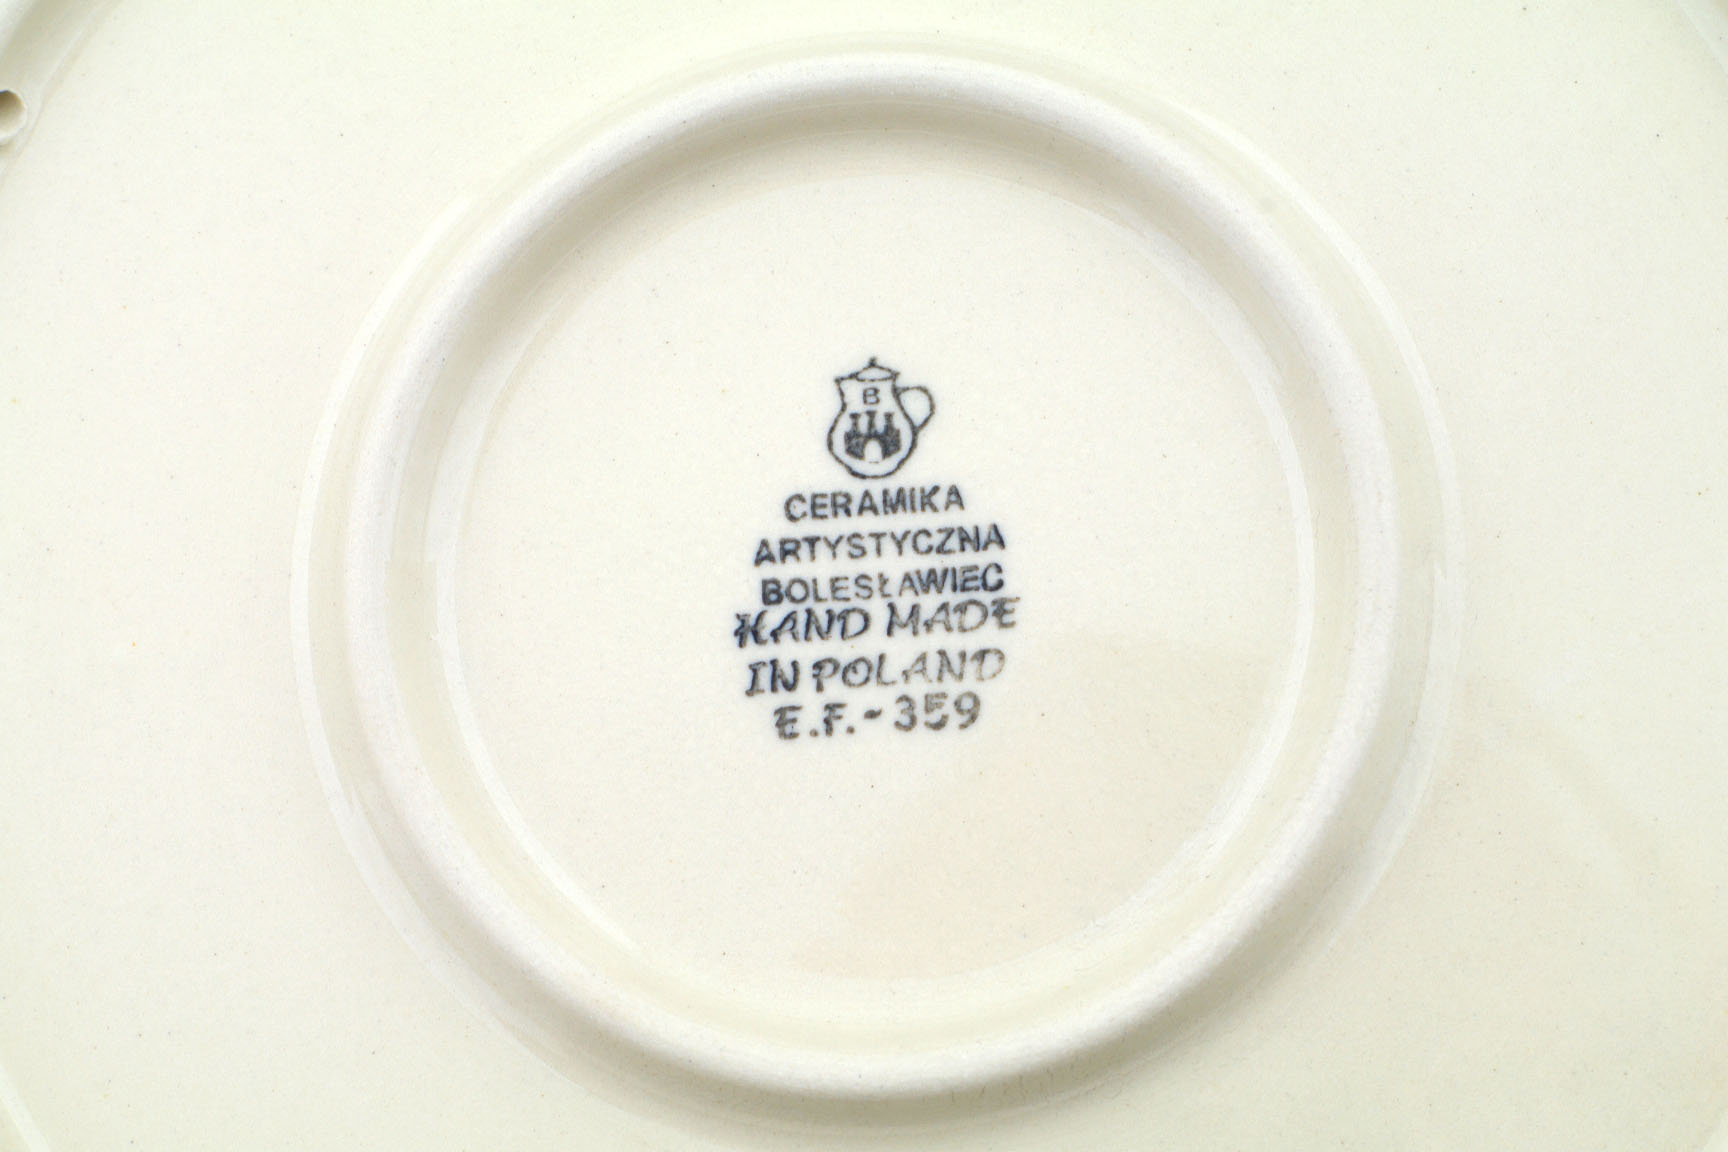 B
CERAMIKA
ARTYSTYCZNA
BOLESŁAWIEC
HAND MADE
IN POLAND
E.F.-359